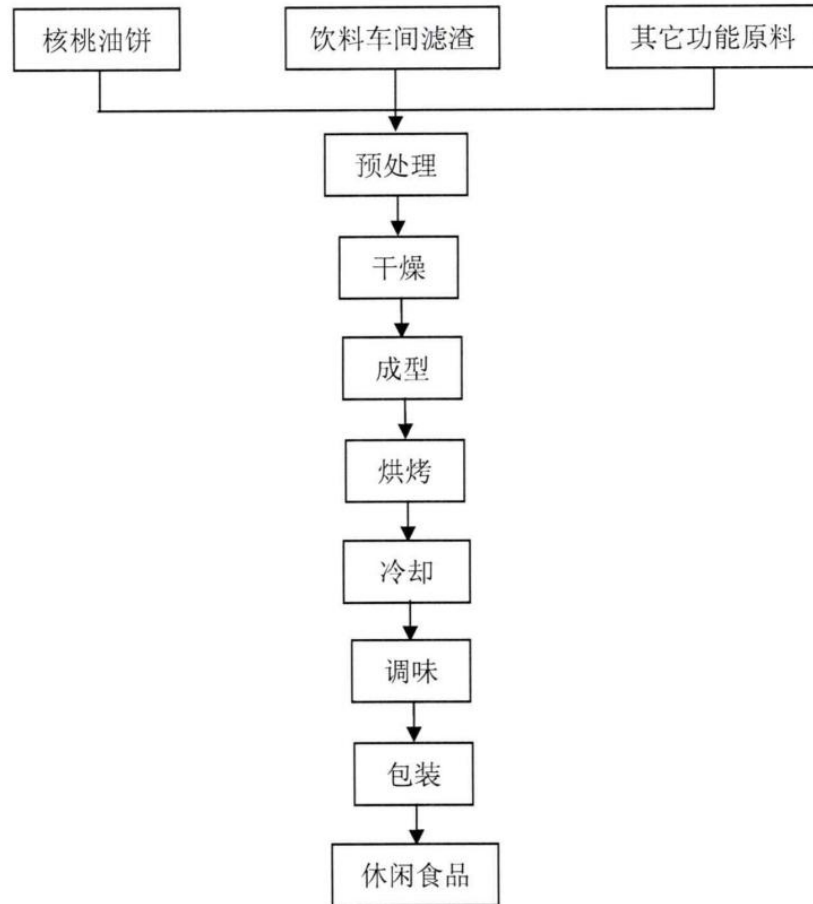 核桃油饼
饮料车间滤渣
其它功能原料
预处理
干燥
成型
烘烤
冷却
调味
包装
休闲食品